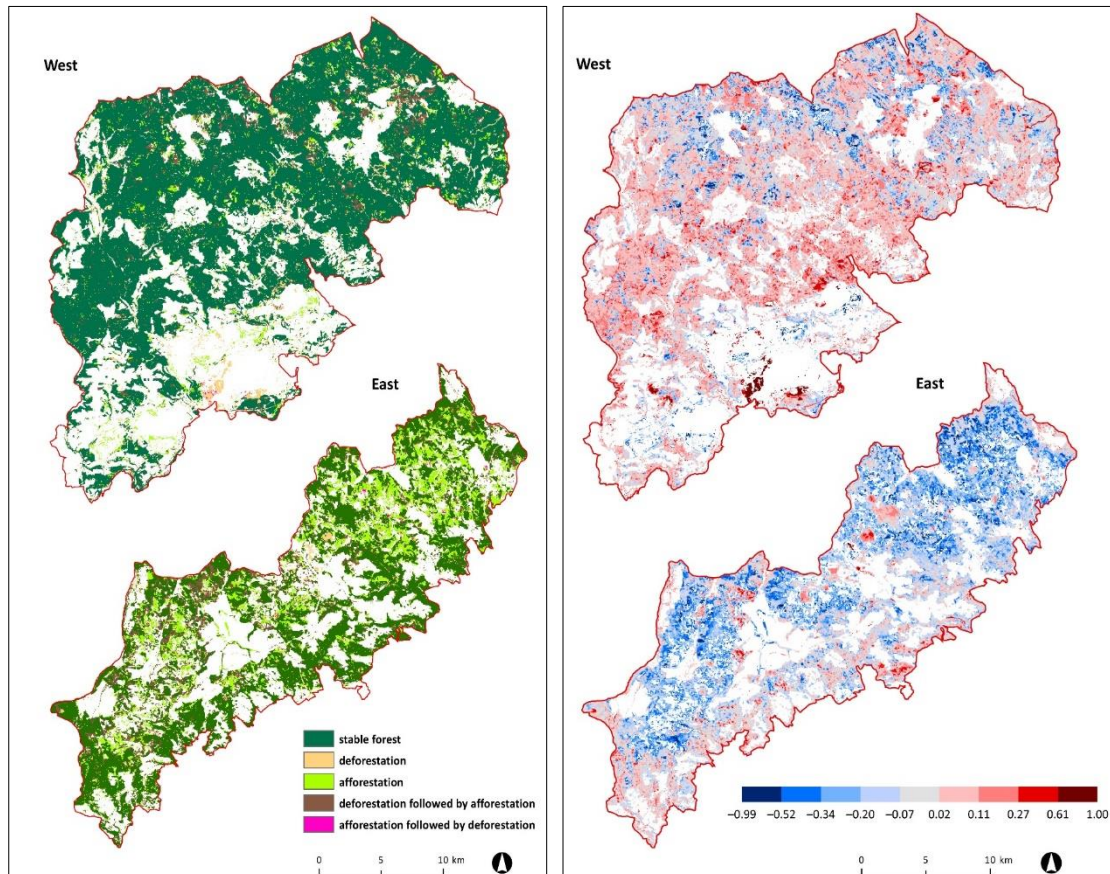 West
East
stable forest
deforestation
afforestation
deforestation followed by afforestation
afforestation followed by deforestation
0 5 10 km
West
East
−0.99 −0.52 −0.34 −0.20 −0.07 0.02 0.11 0.27 0.61 1.00
0 5 10 km